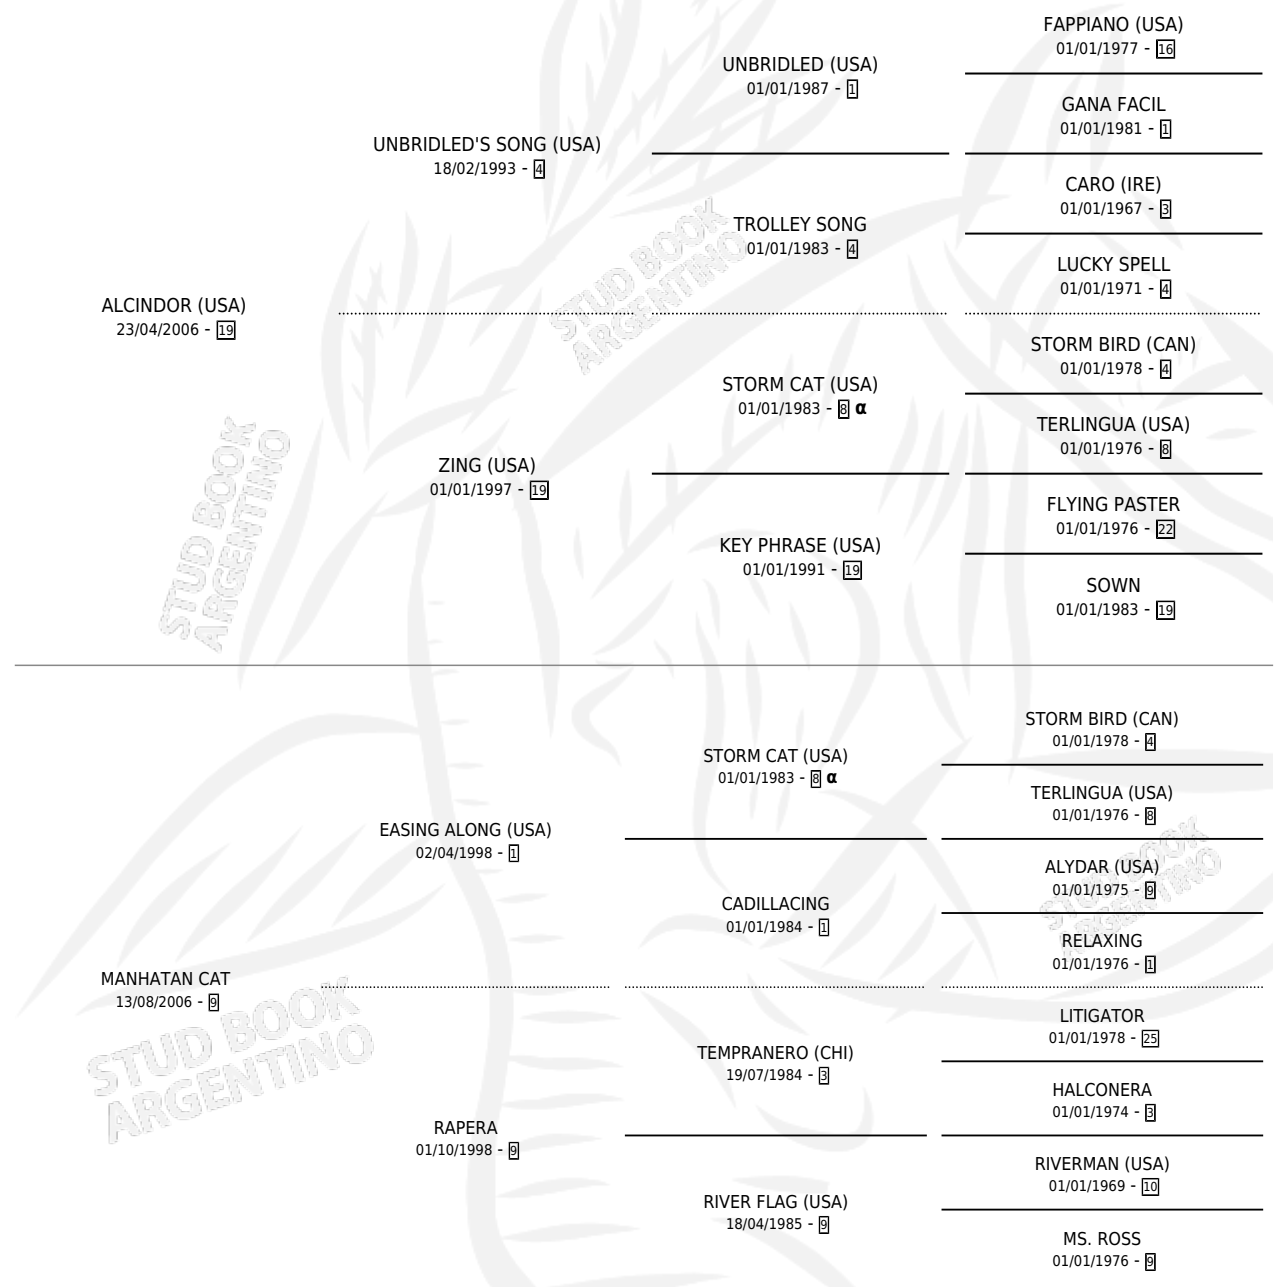 FAPPIANO (USA)
01/01/1977 - 16
UNBRIDLED (USA)
01/01/1987 - 1
GANA FACIL
01/01/1981 - 1
UNBRIDLED'S SONG (USA)
18/02/1993 - 4
CARO (IRE)
01/01/1967 - 3
TROLLEY SONG
01/01/1983 - 4
LUCKY SPELL
01/01/1971 - 4
STUD BOOK
ARGENTINO
ALCINDOR (USA)
23/04/2006 - 19
STORM BIRD (CAN)
01/01/1978 - 4
STORM CAT (USA)
01/01/1983 - 8 α
TERLINGUA (USA)
01/01/1976 - 8
ZING (USA)
01/01/1997 - 19
FLYING PASTER
01/01/1976 - 22
KEY PHRASE (USA)
01/01/1991 - 19
SOWN
01/01/1983 - 19
STUD BOOK
ARGENTINO
STORM BIRD (CAN)
01/01/1978 - 4
STORM CAT (USA)
01/01/1983 - 8 α
TERLINGUA (USA)
01/01/1976 - 8
EASING ALONG (USA)
02/04/1998 - 1
ALYDAR (USA)
01/01/1975 - 9
CADILLACING
01/01/1984 - 1
RELAXING
01/01/1976 - 1
STUD BOOK
ARGENTINO
MANHATAN CAT
13/08/2006 - 9
LITIGATOR
01/01/1978 - 25
TEMPRANERO (CHI)
19/07/1984 - 3
HALCONERA
01/01/1974 - 3
STUD BOOK
ARGENTINO
RAPERA
01/10/1998 - 9
RIVERMAN (USA)
01/01/1969 - 10
RIVER FLAG (USA)
18/04/1985 - 9
MS. ROSS
01/01/1976 - 9